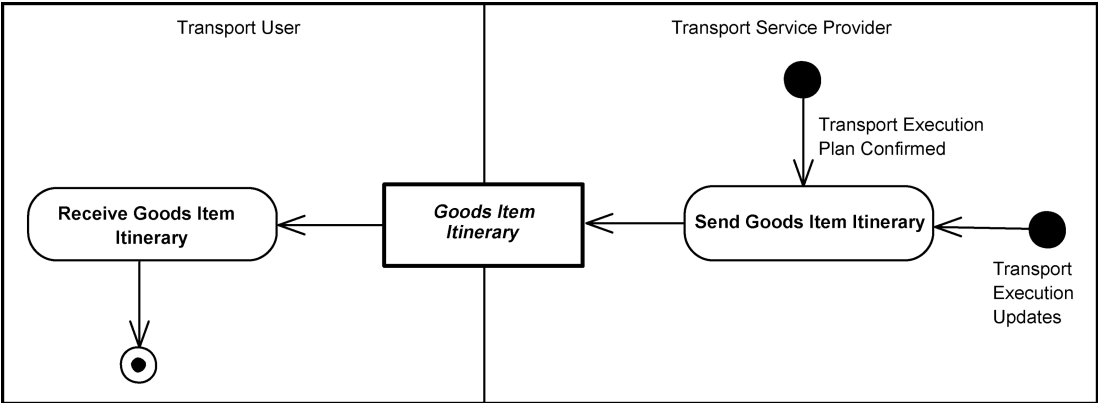 Transport User
Transport Service Provider
Transport Execution
Plan Confirmed
Receive Goods Item
Itinerary
Goods Item
Itinerary
Send Goods Item Itinerary
Transport
Execution
Updates